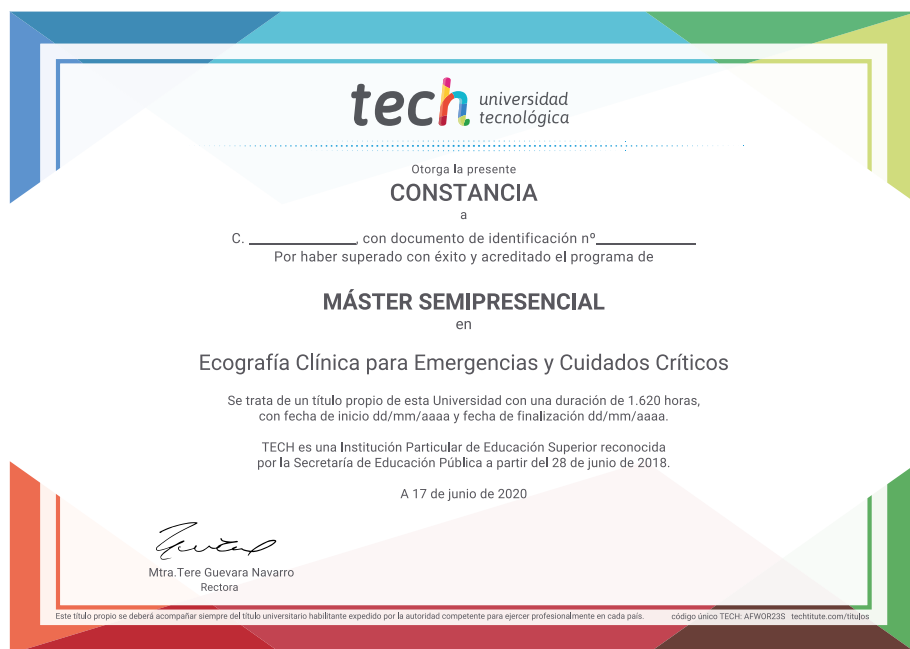 tech universidad
tecnológica
Otorga la presente
CONSTANCIA
a
C. ____________, con documento de identificación nº____________
Por haber superado con éxito y acreditado el programa de
MÁSTER SEMIPRESENCIAL
en
Ecografía Clínica para Emergencias y Cuidados Críticos
Se trata de un título propio de esta Universidad con una duración de 1.620 horas,
con fecha de inicio dd/mm/aaaa y fecha de finalización dd/mm/aaaa.
TECH es una Institución Particular de Educación Superior reconocida
por la Secretaría de Educación Pública a partir del 28 de junio de 2018.
A 17 de junio de 2020
Mtra.Tere Guevara Navarro
Rectora
Este título propio se deberá acompañar siempre del título universitario habilitante expedido por la autoridad competente para ejercer profesionalmente en cada país. código único TECH: AFWOR23S techtitute.com/titulos